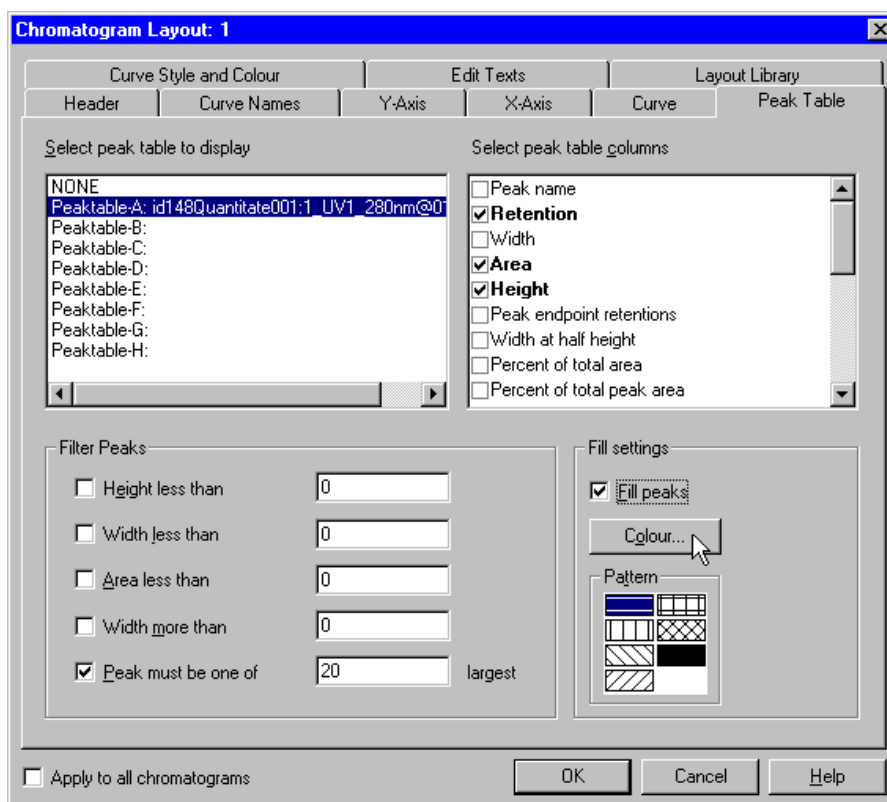 Chromatogram Layout: 1
Curve Style and Colour
Edit Texts
Layout Library
Header
Curve Names
Y-Axis
X-Axis
Curve
Peak Table
Select peak table to display
NONE
Peaktable-A: id148Quantitate001:1_UV1_280nm@01
Peaktable-B:
Peaktable-C:
Peaktable-D:
Peaktable-E:
Peaktable-F:
Peaktable-G:
Peaktable-H:
Select peak table columns
Peak name
Retention
Width
Area
Height
Peak endpoint retentions
Width at half height
Percent of total area
Percent of total peak area
Filter Peaks
Height less than 0
Width less than 0
Area less than 0
Width more than 0
Peak must be one of 20 largest
Fill settings
Fill peaks
Colour...
Pattern
Apply to all chromatograms
OK
Cancel
Help